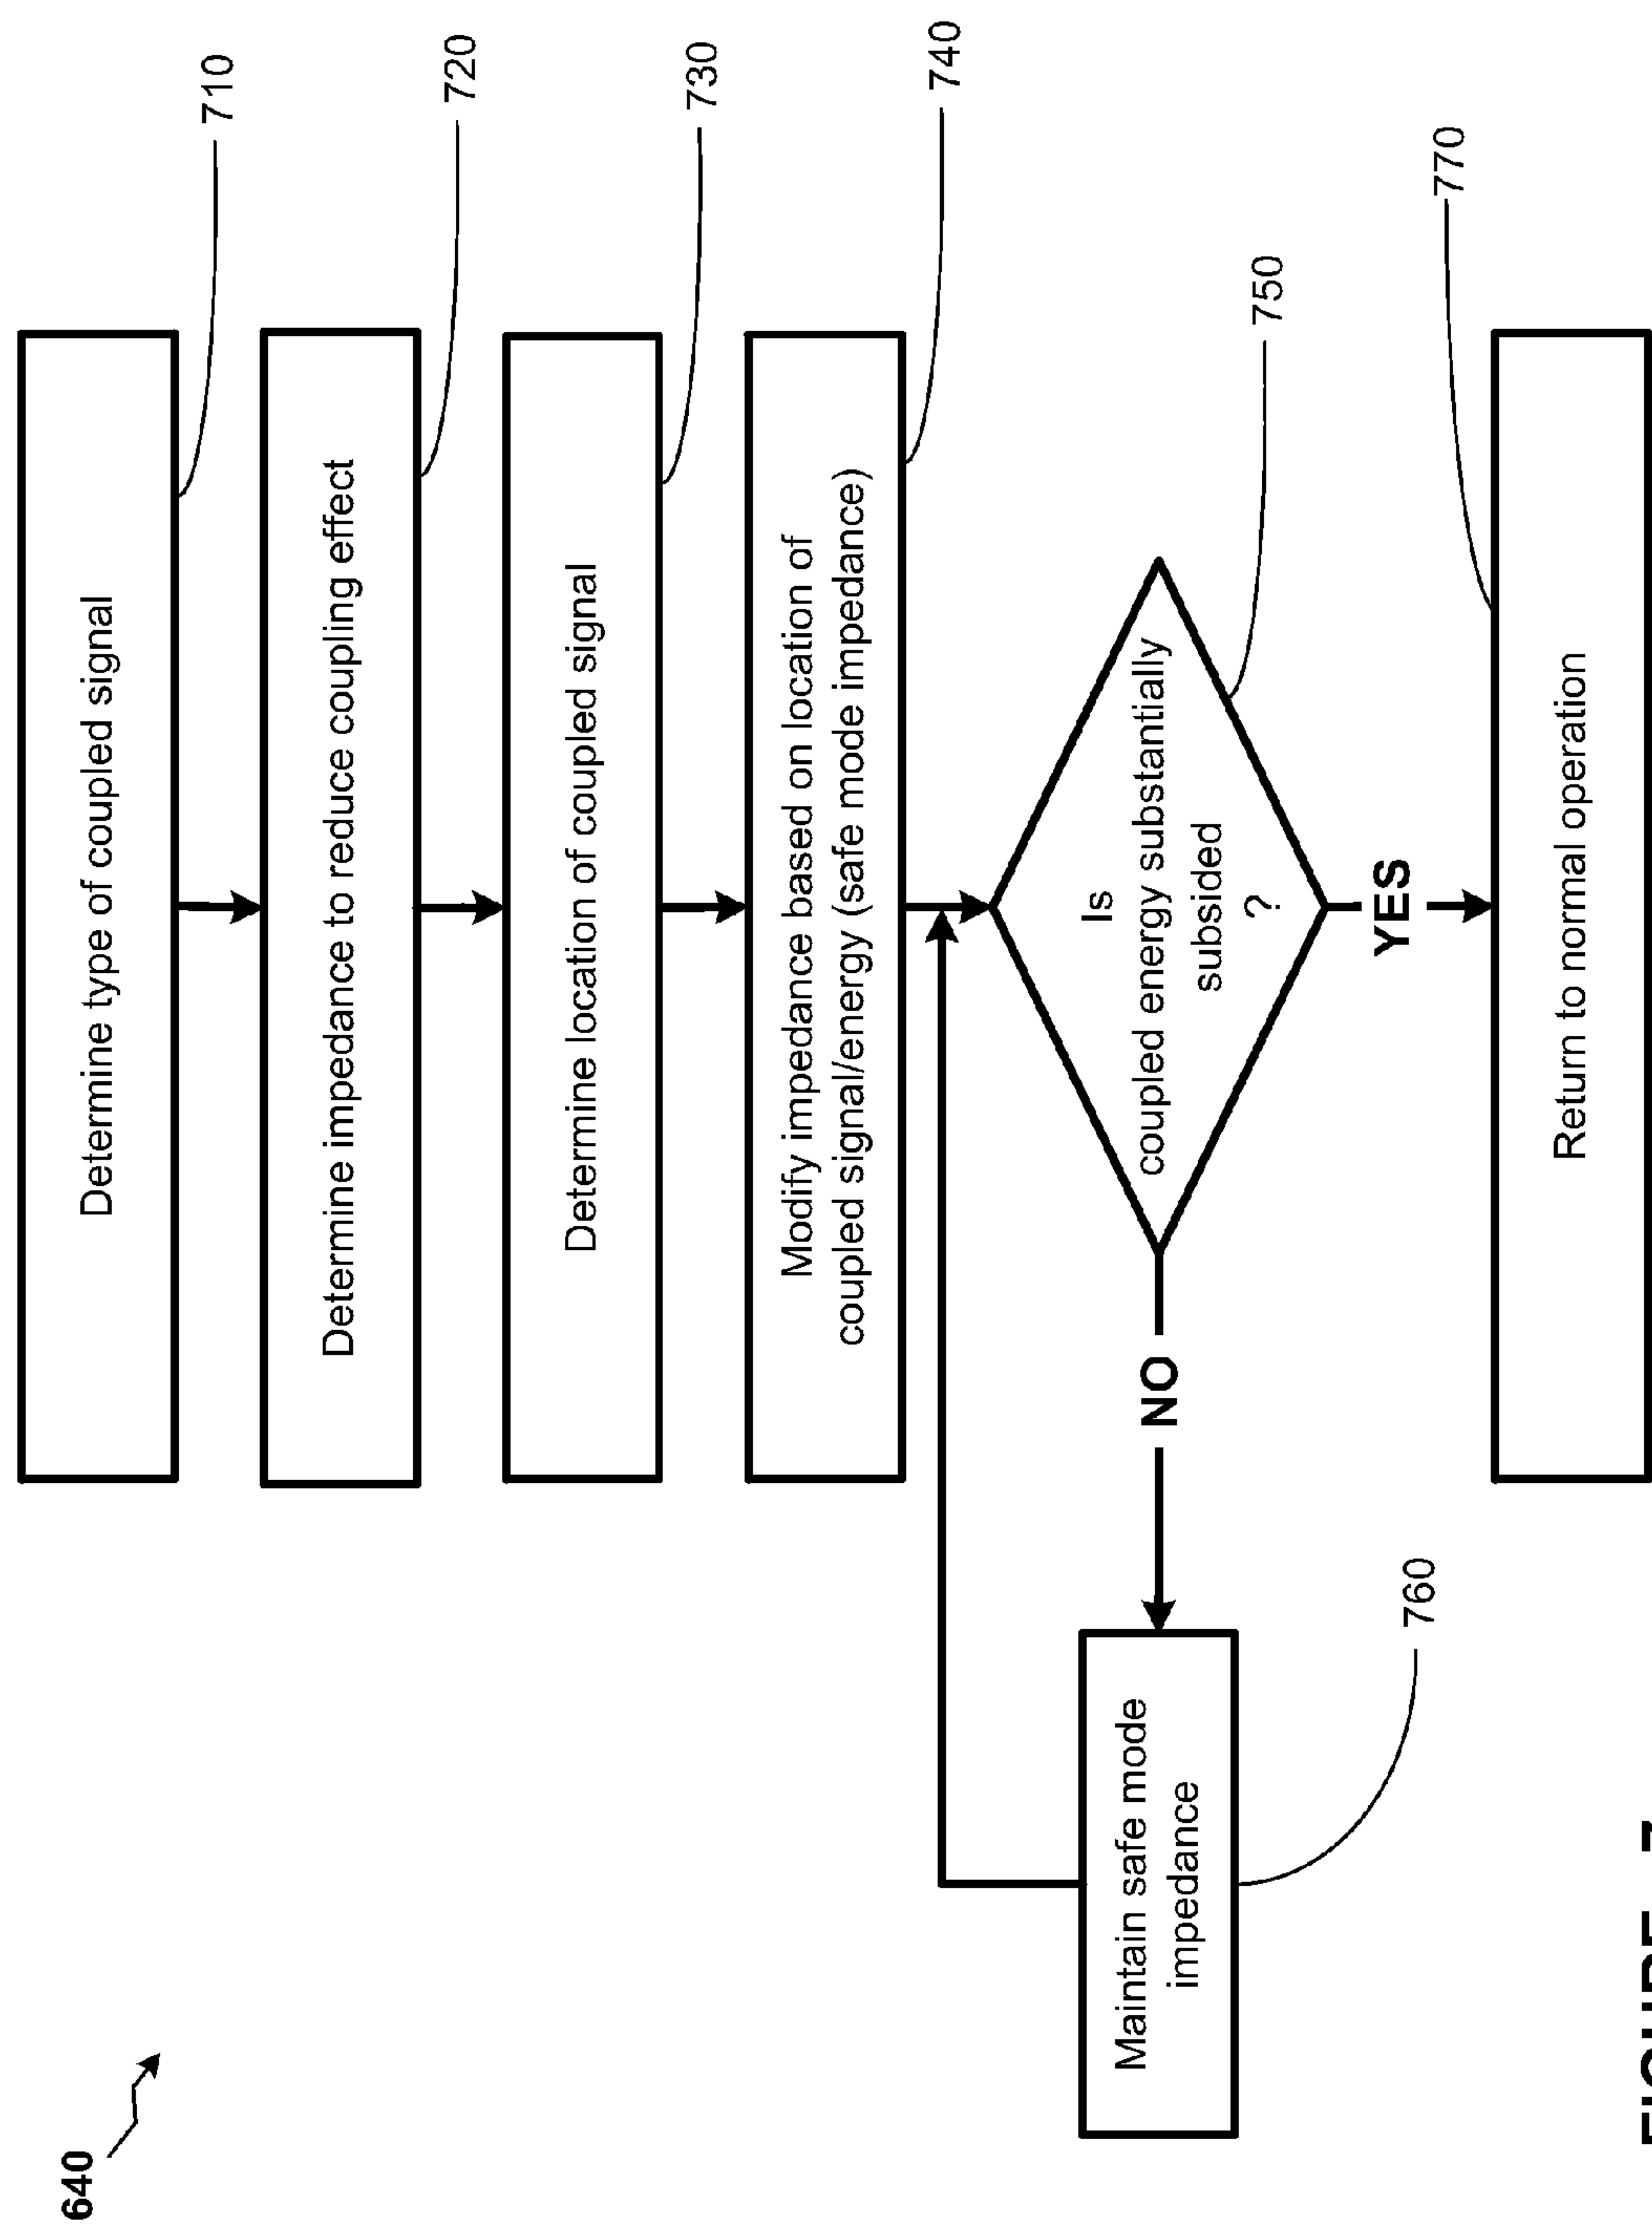 640
Determine type of coupled signal
710
Determine impedance to reduce coupling effect
720
Determine location of coupled signal
730
Modify impedance based on location of
coupled signal/energy (safe mode impedance)
740
Is
coupled energy substantially
subsided
?
750
NO
Maintain safe mode
impedance
760
YES
Return to normal operation
770
FIGURE 7